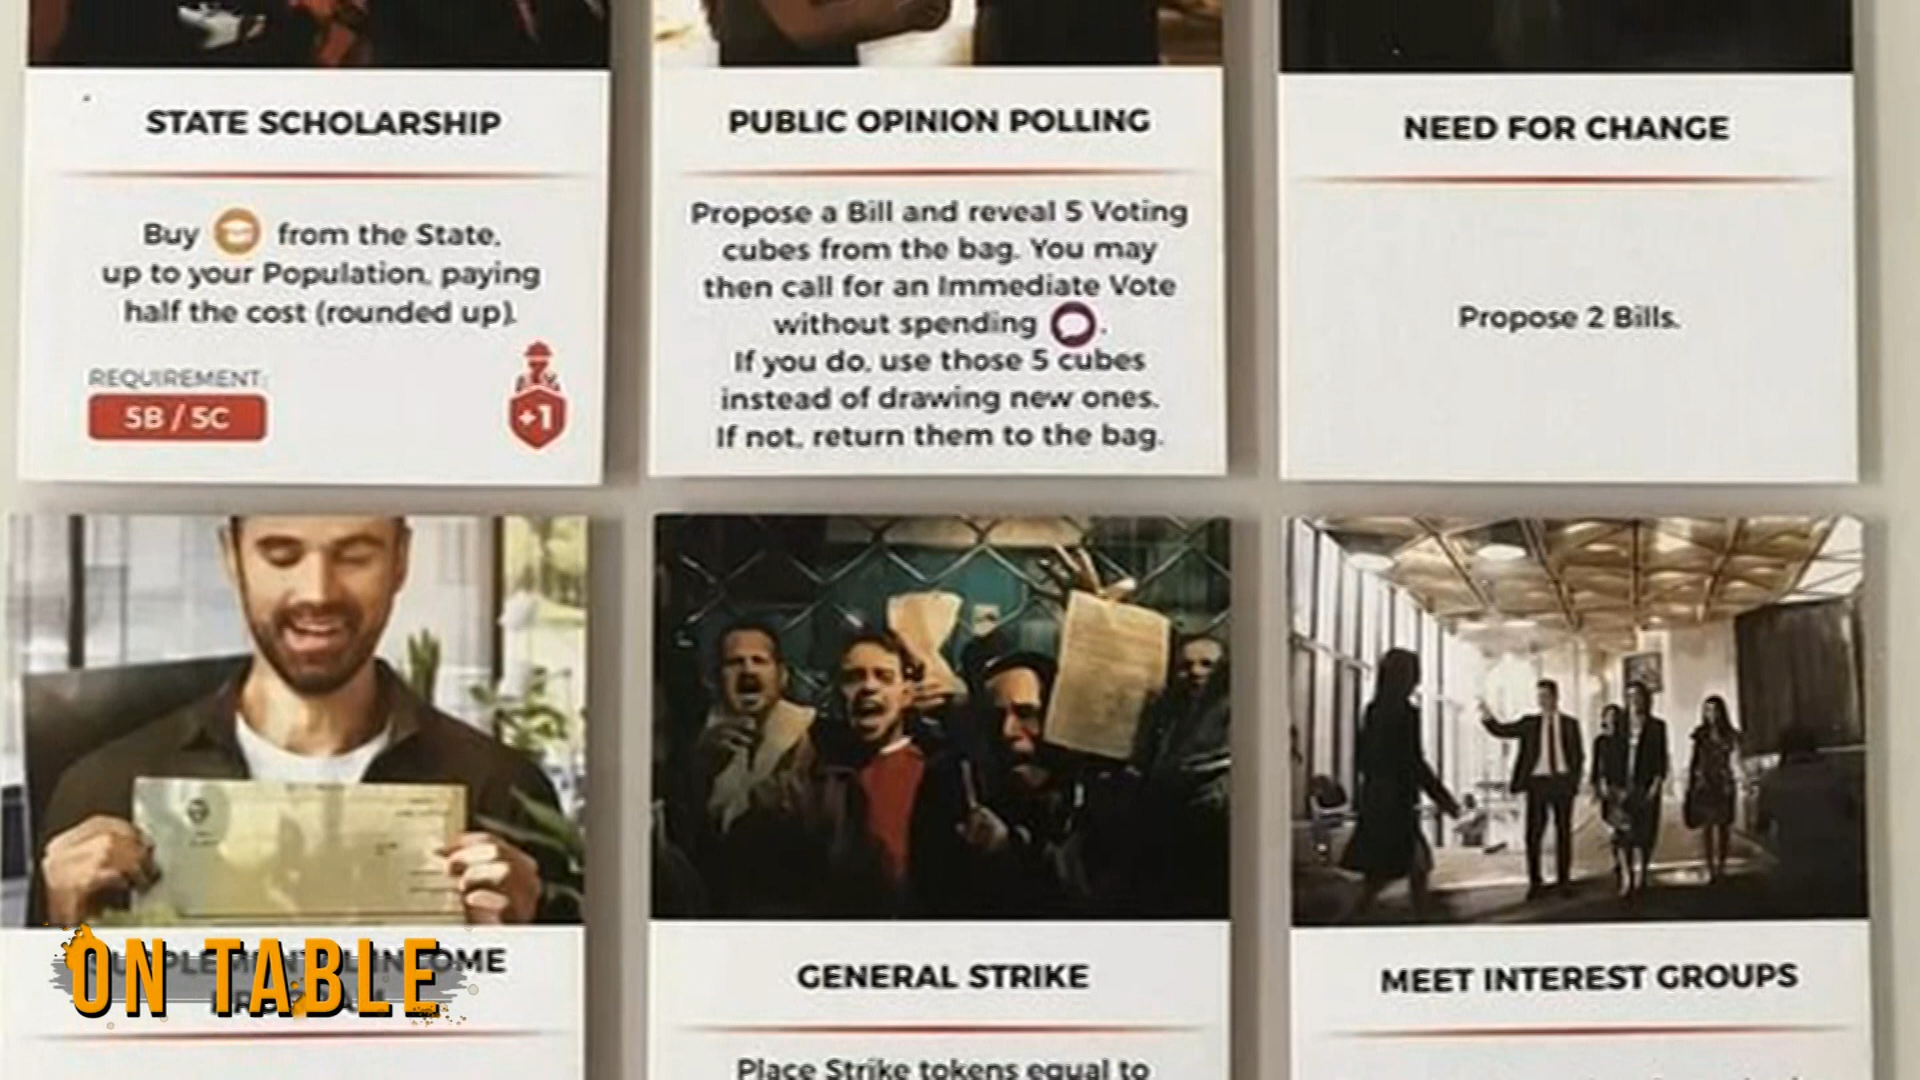 STATE SCHOLARSHIP
Buy from the State,
up to your Population, paying
half the cost (rounded up).
REQUIREMENT:
5B / 5C
+1
PUBLIC OPINION POLLING
Propose a Bill and reveal 5 Voting
cubes from the bag. You may
then call for an Immediate Vote
without spending .
If you do, use those 5 cubes
instead of drawing new ones.
If not, return them to the bag.
NEED FOR CHANGE
Propose 2 Bills.
ON TABLE
GENERAL STRIKE
Place Strike tokens equal to
MEET INTEREST GROUPS